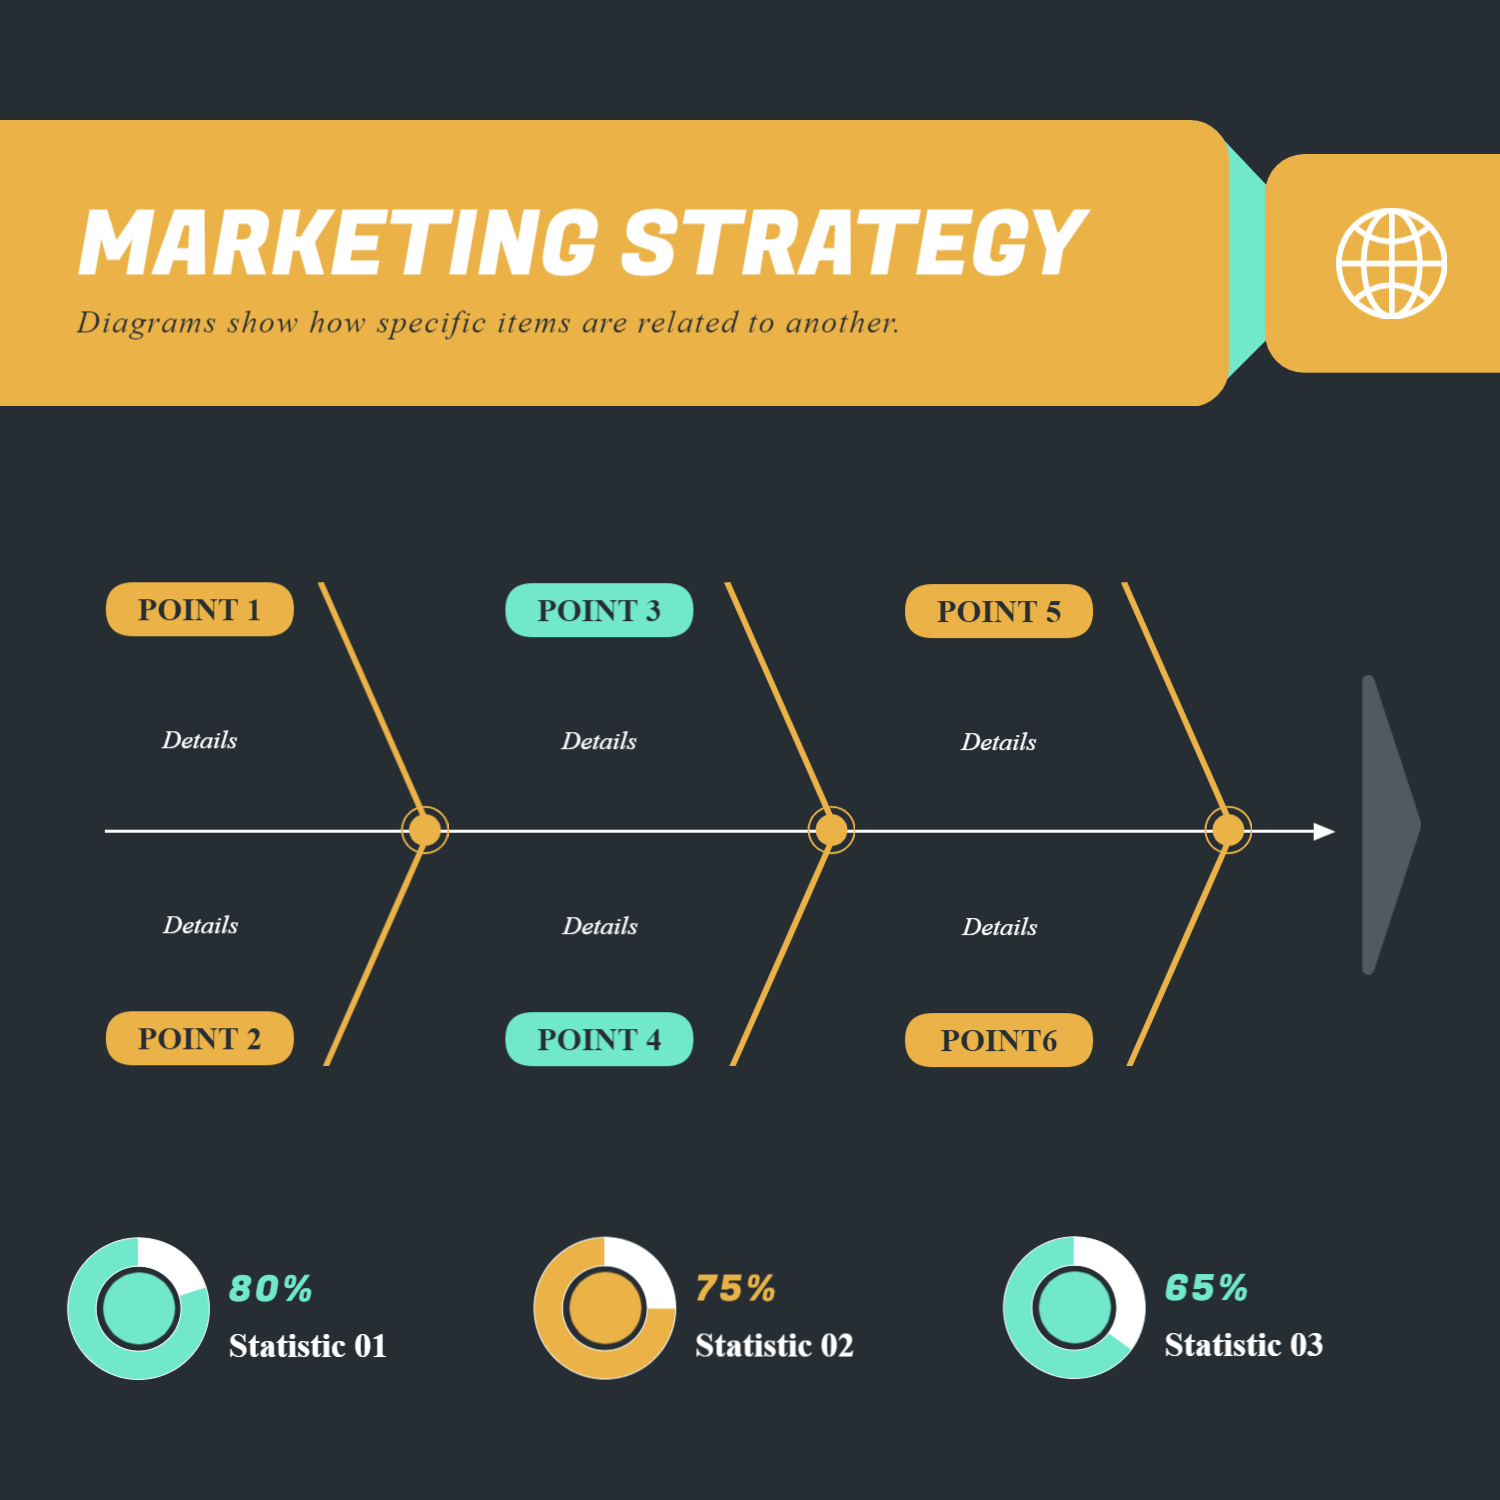 MARKETING STRATEGY
Diagrams show how specific items are related to another.
POINT 1
POINT 3
POINT 5
Details
Details
Details
Details
Details
Details
POINT 2
POINT 4
POINT6
80%
Statistic 01
75%
Statistic 02
65%
Statistic 03